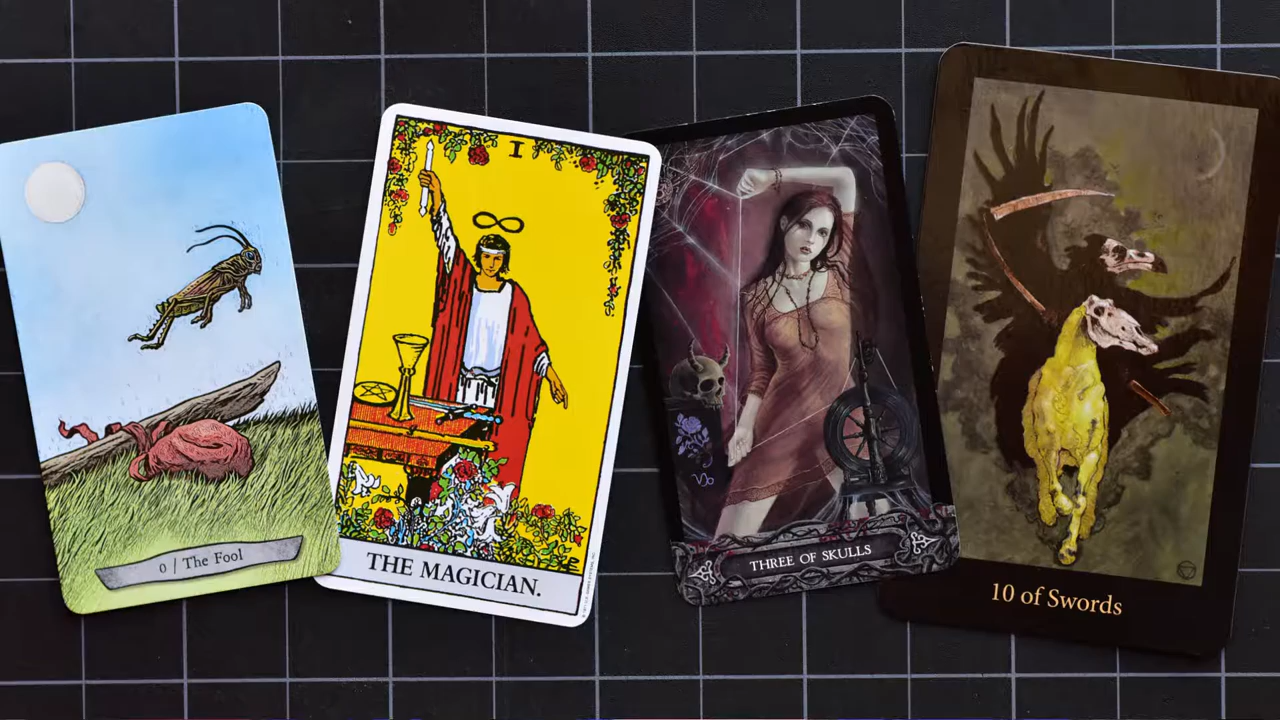 0 / The Fool
I
THE MAGICIAN.
THREE OF SKULLS
10 of Swords